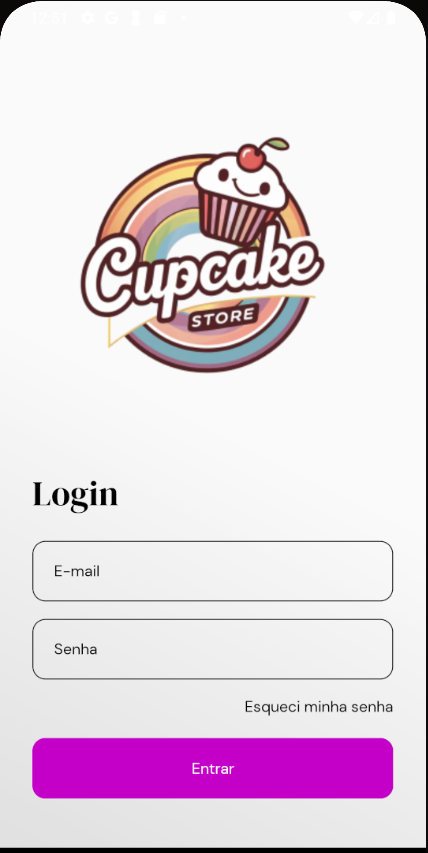 Cupcake
STORE
Login
E-mail
Senha
Esqueci minha senha
Entrar